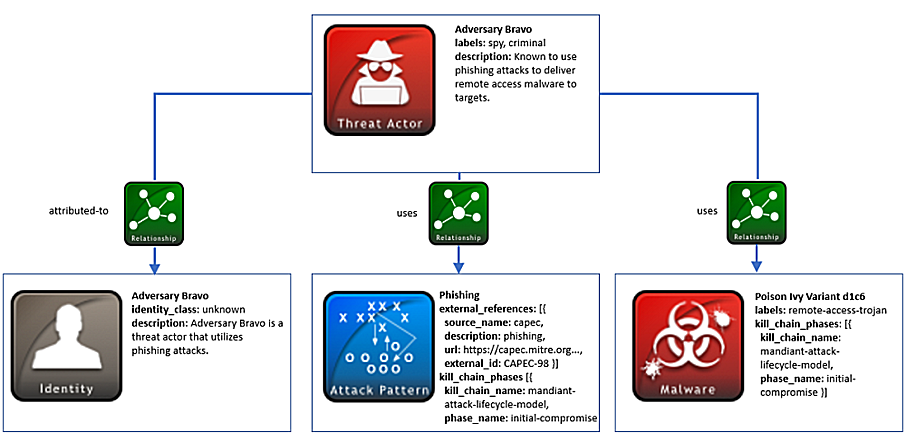 Adversary Bravo
labels: spy, criminal
description: Known to use
phishing attacks to deliver
remote access malware to
targets.
Threat Actor
attributed-to
Relationship
uses
Relationship
uses
Relationship
Adversary Bravo
identity_class: unknown
description: Adversary Bravo is a
threat actor that utilizes
phishing attacks.
Identity
Phishing
external_references: [{
source_name: capec,
description: phishing,
url: https://capec.mitre.org...,
external_id: CAPEC-98 }]
kill_chain_phases [{
kill_chain_name: mandiant-
attack-lifecycle-model,
phase_name: initial-compromise
XX X
X XX
X
O O O O
OOO
Attack Pattern
Poison Ivy Variant d1c6
labels: remote-access-trojan
kill_chain_phases: [{
kill_chain_name:
mandiant-attack-
lifecycle-model,
phase_name: initial-
compromise }]
Malware